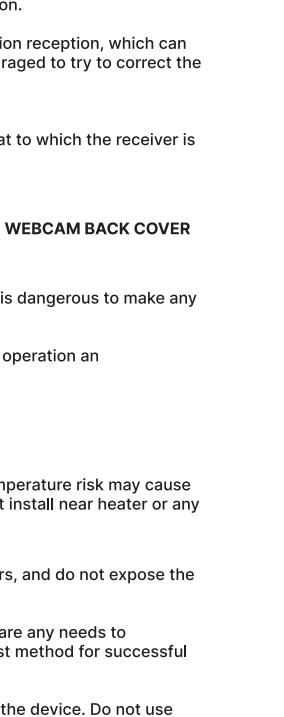 on.
ion reception, which can
raged to try to correct the
at to which the receiver is
WEBCAM BACK COVER
is dangerous to make any
operation an
mperature risk may cause
t install near heater or any
rs, and do not expose the
are any needs to
st method for successful
the device. Do not use